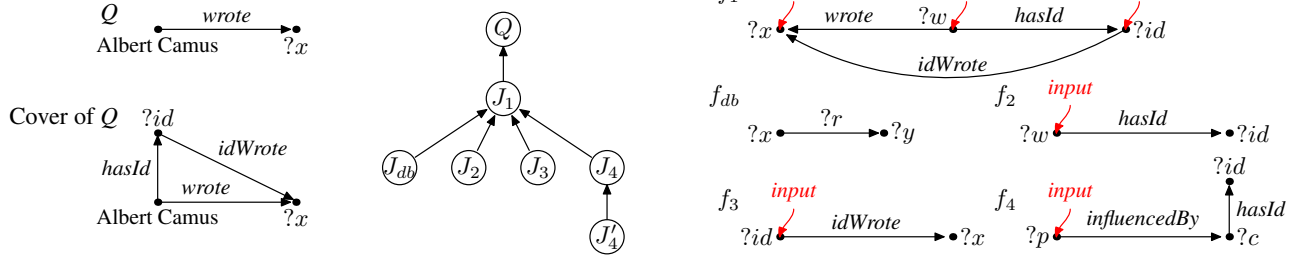 Q
wrote
Albert Camus
?x
Cover of Q
?id
hasId
idWrote
wrote
Albert Camus
?x
Q
J1
Jdb
J2
J3
J4
J′4
?x
wrote
?w
hasId
?id
idWrote
fdb
?x
?r
?y
f2
input
?w
hasId
?id
f3
input
?id
idWrote
?x
f4
input
?p
influencedBy
?c
hasId
?id